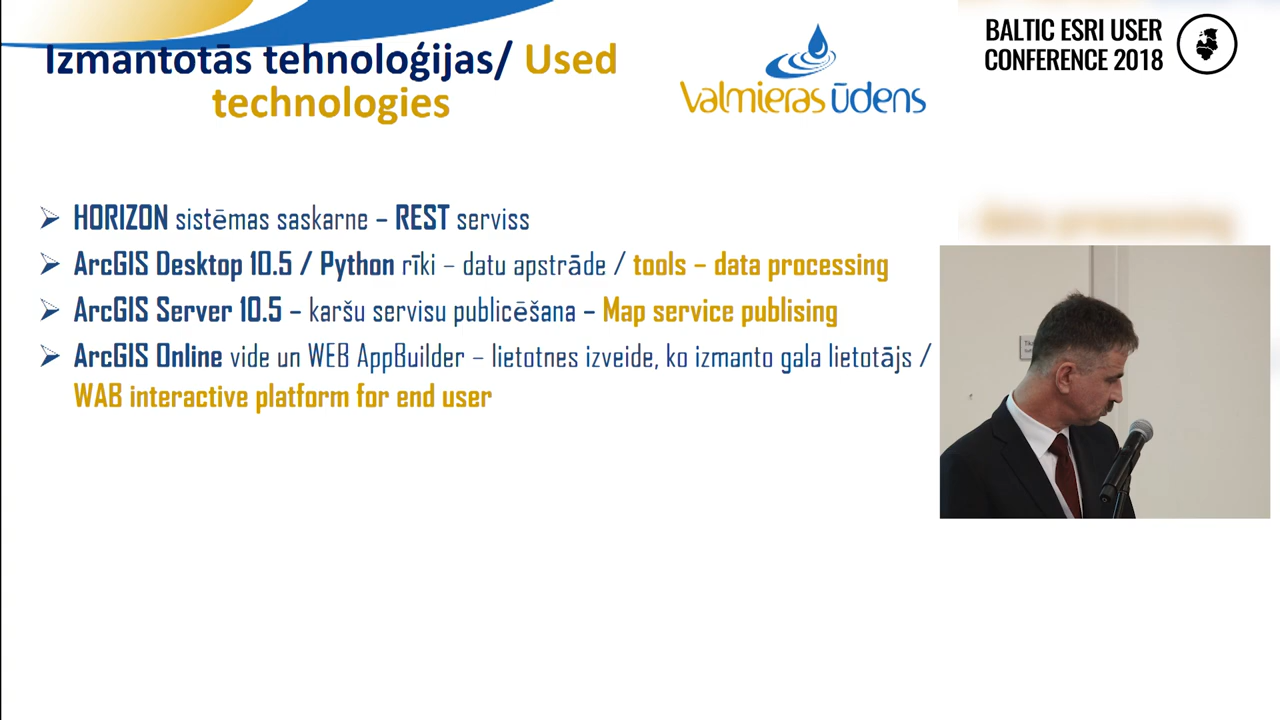 Izmantotās tehnoloģijas/ Used
technologies
Valmieras ūdens
BALTIC ESRI USER
CONFERENCE 2018
➢ HORIZON sistēmas saskarne – REST serviss
➢ ArcGIS Desktop 10.5 / Python rīki – datu apstrāde / tools – data processing
➢ ArcGIS Server 10.5 – karšu servisu publicēšana – Map service publising
➢ ArcGIS Online vide un WEB AppBuilder – lietotnes izveide, ko izmanto gala lietotājs /
WAB interactive platform for end user
- data processing